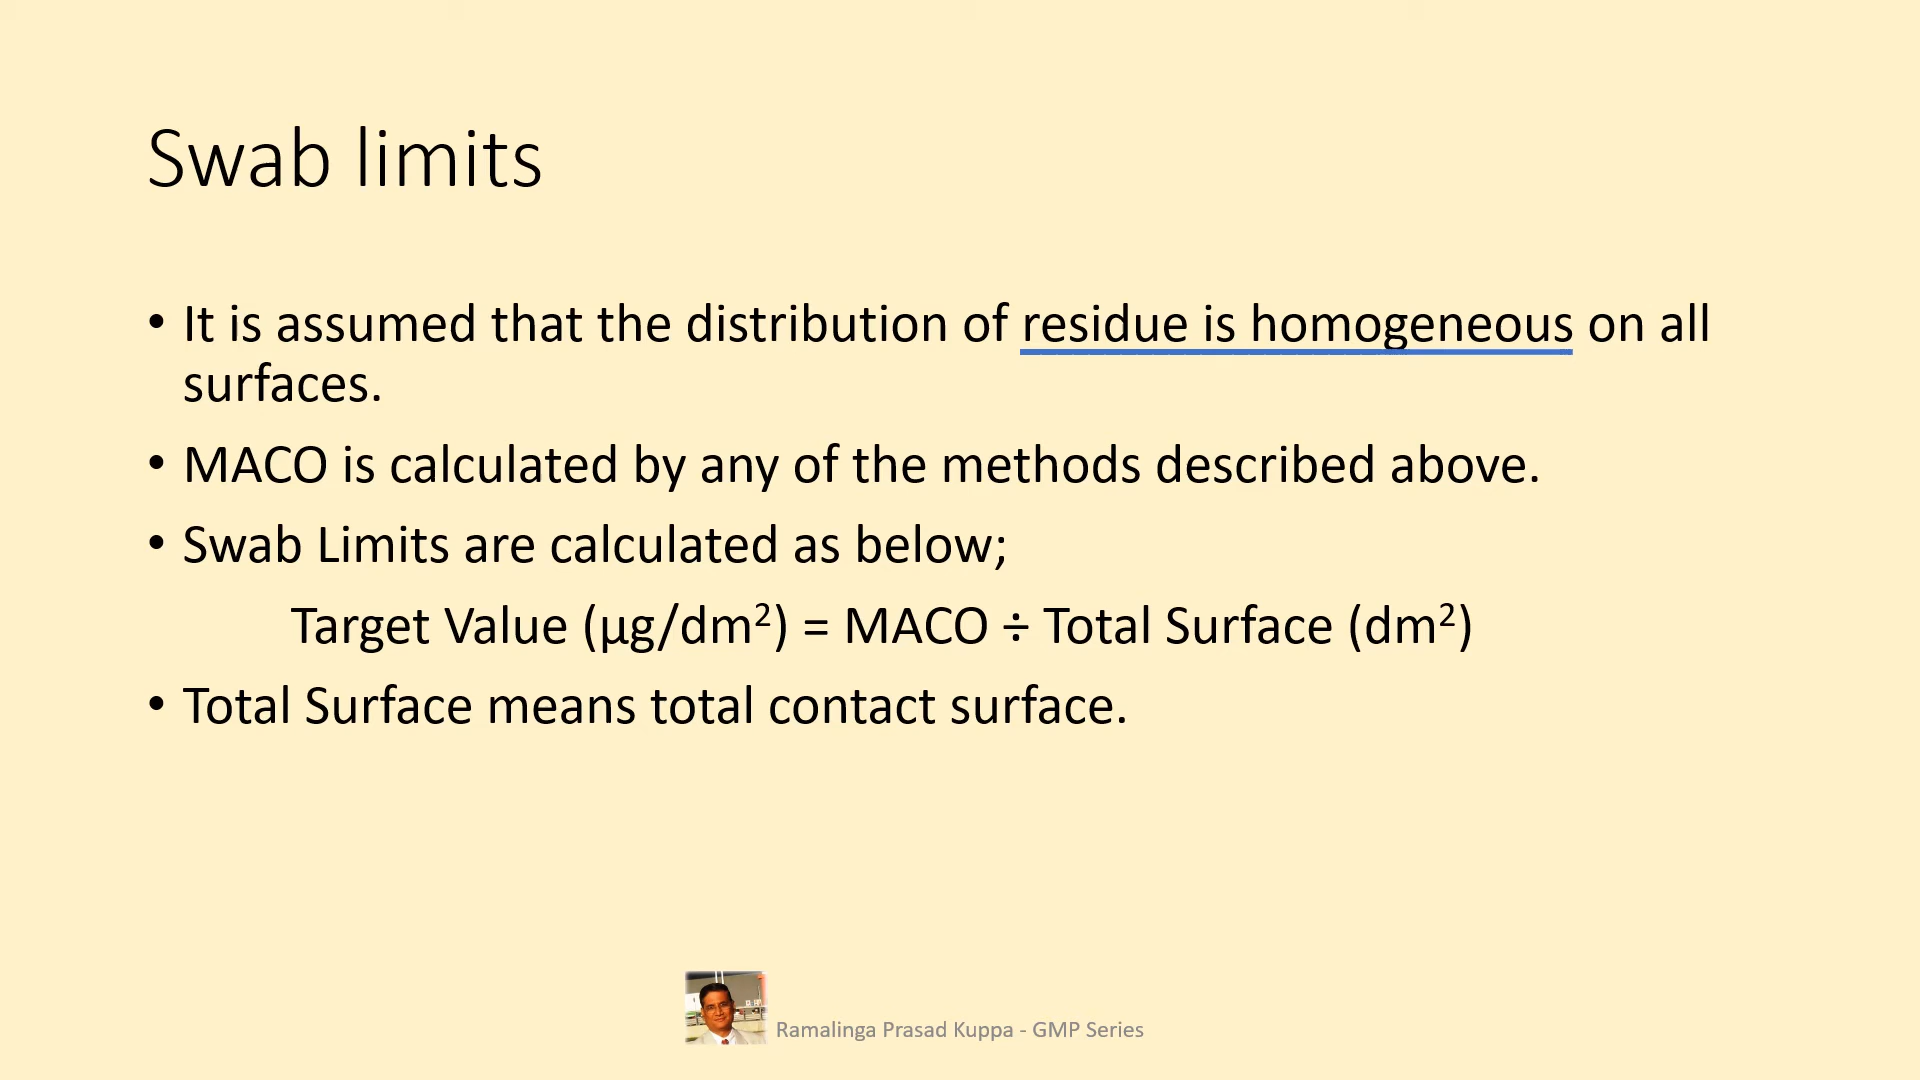 Swab limits
• It is assumed that the distribution of residue is homogeneous on all
surfaces.
• MACO is calculated by any of the methods described above.
• Swab Limits are calculated as below;
Target Value (µg/dm²) = MACO ÷ Total Surface (dm²)
• Total Surface means total contact surface.
Ramalinga Prasad Kuppa - GMP Series